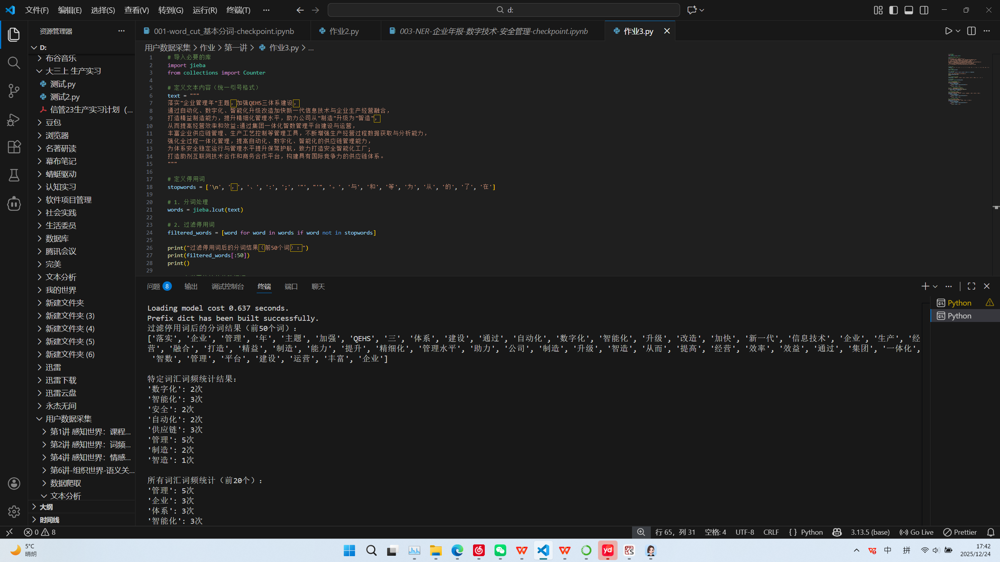 文件(F) 编辑(E) 选择(S) 查看(V) 转到(G) 运行(R) 终端(T) ··· d:
资源管理器
D:
布谷音乐
大三上 生产实习
测试.py
测试2.py
信管23生产实习计划（...
豆包
浏览器
名著研读
幕布笔记
蜻蜓驱动
认知实习
软件项目管理
社会实践
生活委员
数据库
腾讯会议
完美
文本分析
我的世界
新建文件夹
新建文件夹 (3)
新建文件夹 (4)
新建文件夹 (5)
新建文件夹 (6)
迅雷
迅雷下载
迅雷云盘
永杰无间
用户数据采集
第1讲 感知世界：课程...
第2讲 感知世界：词频...
第4讲 感知世界：情感...
第6讲-组织世界-语义关...
数据爬取
文本分析
大纲
时间线
001-word_cut_基本分词-checkpoint.ipynb 作业2.py 003-NER-企业年报-数字技术-安全管理-checkpoint.ipynb 作业3.py
用户数据采集 > 作业 > 第一讲 > 作业3.py > ...
1 # 导入必要的库
2 import jieba
3 from collections import Counter
4
5 # 定义文本内容（统一引号格式）
6 text = """
7 落实"企业管理年"主题，加强QEHS三体系建设，
8 通过自动化、数字化、智能化升级改造加快新一代信息技术与企业生产经营融合，
9 打造精益制造能力，提升精细化管理水平，助力公司从"制造"升级为"智造"，
10 从而提高经营效率和效益:通过集团一体化智数管理平台建设与运营，
11 丰富企业供应链管理、生产工艺控制等管理工具，不断增强生产经营过程数据获取与分析能力，
12 强化全过程一体化管理，提高自动化、数字化、智能化的供应链管理能力，
13 为体系安全稳定运行与管理水平提升保驾护航，致力打造安全智能化工厂;
14 打造助剂互联网技术合作和商务合作平台，构建具有国际竞争力的供应链体系。
15 """
16
17 # 定义停用词
18 stopwords = ['\n', '，', '、', ':', ';', '"', "'", '。', '与', '和', '等', '为', '从', '的', '了', '在']
19
20 # 1. 分词处理
21 words = jieba.lcut(text)
22
23 # 2. 过滤停用词
24 filtered_words = [word for word in words if word not in stopwords]
25
26 print("过滤停用词后的分词结果（前50个词）：")
27 print(filtered_words[:50])
28 print()
29
问题 8 输出 调试控制台 终端 端口 聊天
Python
Python
Loading model cost 0.637 seconds.
Prefix dict has been built successfully.
过滤停用词后的分词结果（前50个词）：
['落实', '企业', '管理', '年', '主题', '加强', 'QEHS', '三', '体系', '建设', '通过', '自动化', '数字化', '智能化', '升级', '改造', '加快', '新一代', '信息技术', '企业', '生产', '经
营', '融合', '打造', '精益', '制造', '能力', '提升', '精细化', '管理水平', '助力', '公司', '制造', '升级', '智造', '从而', '提高', '经营', '效率', '效益', '通过', '集团', '一体化',
'智数', '管理', '平台', '建设', '运营', '丰富', '企业']
特定词汇词频统计结果：
'数字化': 2次
'智能化': 3次
'安全': 2次
'自动化': 2次
'供应链': 3次
'管理': 5次
'制造': 2次
'智造': 1次
所有词汇词频统计（前20个）：
'管理': 5次
'企业': 3次
'体系': 3次
'智能化': 3次
0 8 行 65，列 31 空格: 4 UTF-8 CRLF { } Python 3.13.5 (base) Go Live Prettier
5°C
晴朗
yd
中 拼
17:42
2025/12/24